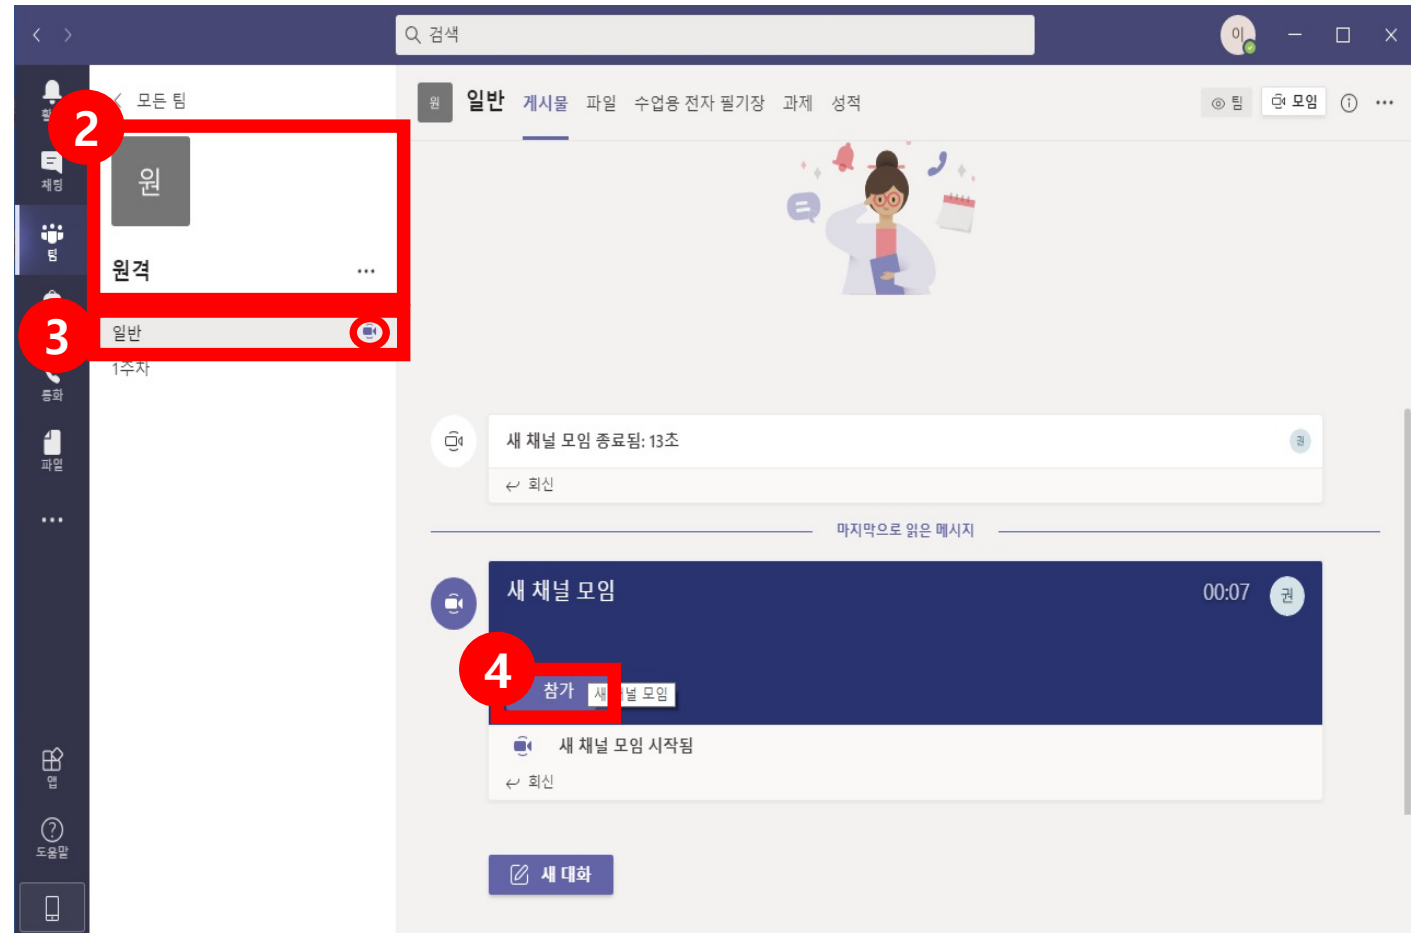 검색
이
모든 팀
2
채팅
팀
원
원격
3
일반
1주차
통화
파일
앱
도움말
원
일반 게시물 파일 수업용 전자 필기장 과제 성적
팀 모임
새 채널 모임 종료됨: 13초
권
회신
마지막으로 읽은 메시지
새 채널 모임
00:07 권
4
참가
새 채널 모임
새 채널 모임 시작됨
회신
새 대화